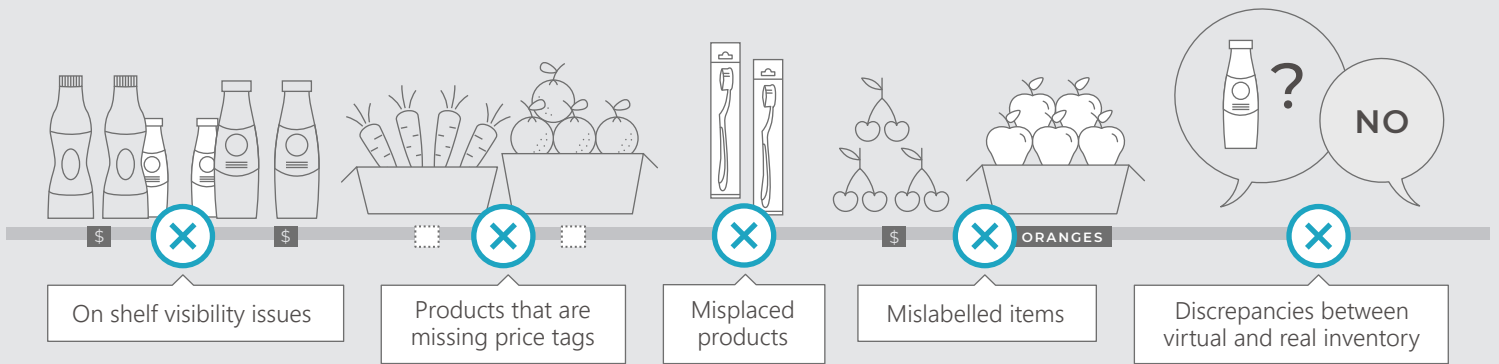 ?
NO
$
$
$
ORANGES
On shelf visibility issues
Products that are
missing price tags
Misplaced
products
Mislabelled items
Discrepancies between
virtual and real inventory